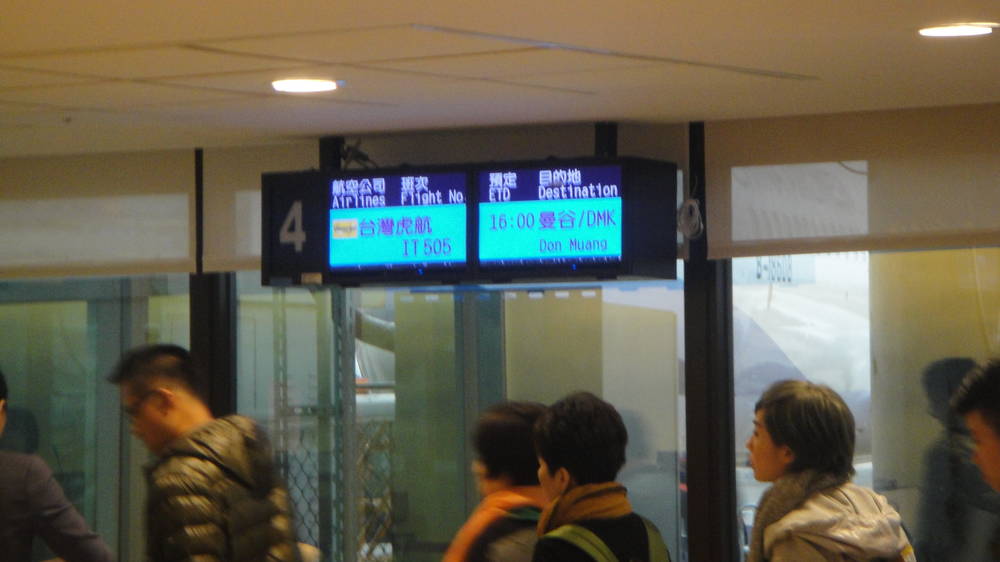 4
航空公司 班次
Airlines Flight No.
台灣虎航
IT505
預定 目的地
ETD Destination
16:00 曼谷/DMK
Don Muang